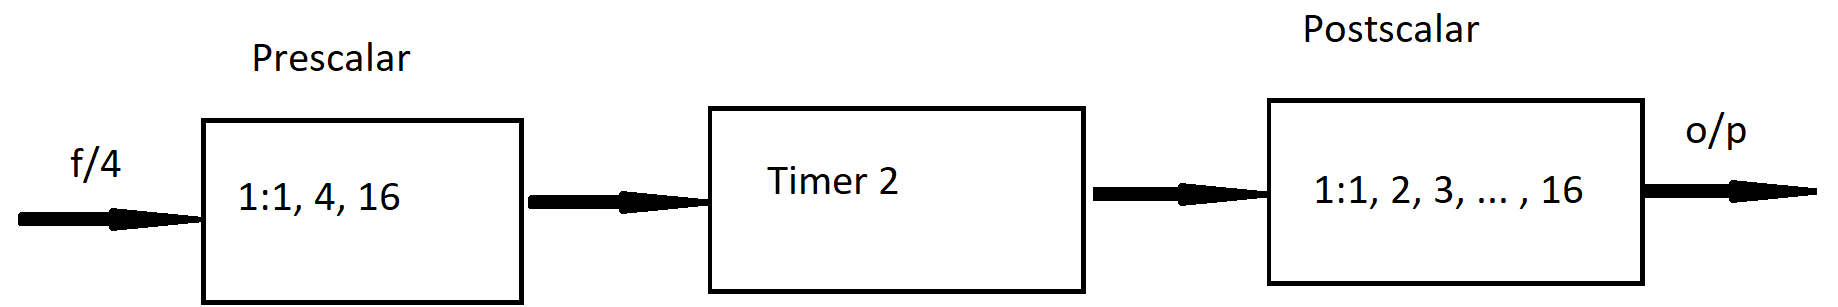 Prescalar
Postscalar
f/4
1:1, 4, 16
Timer 2
1:1, 2, 3, ... , 16
o/p